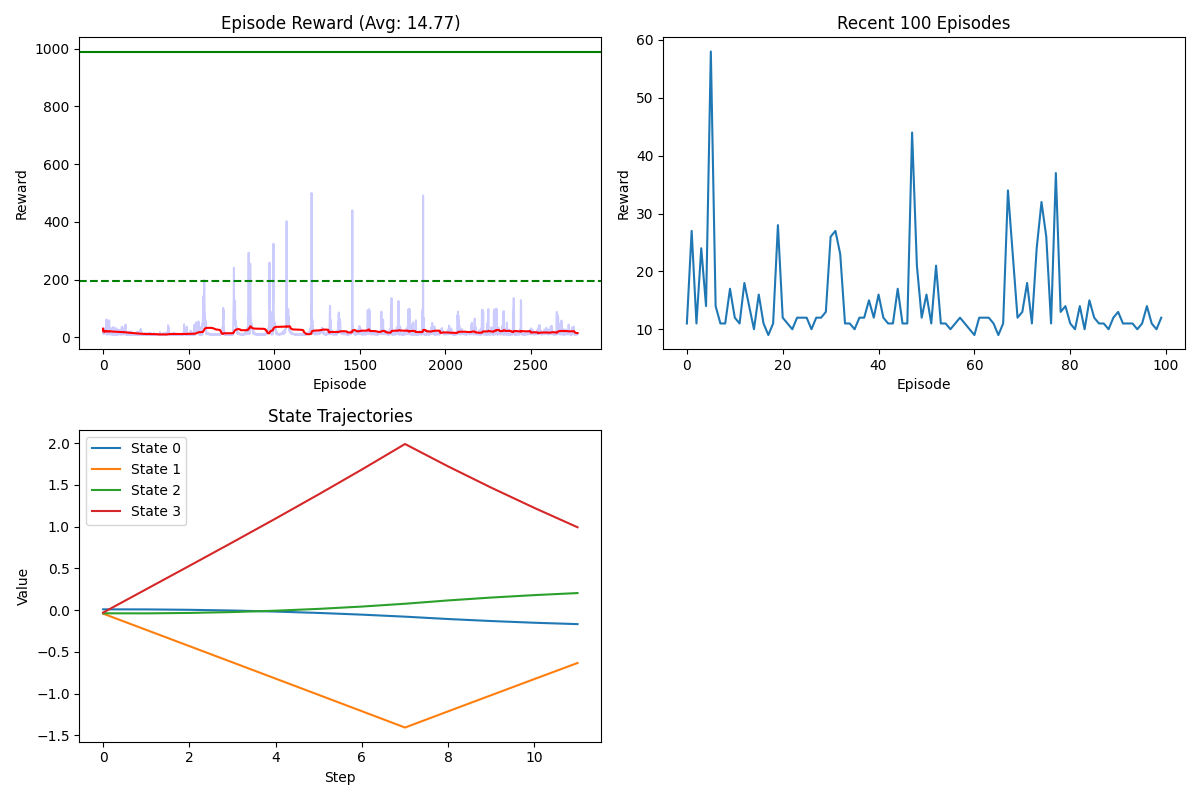 Episode Reward (Avg: 14.77)
1000
800
600
400
200
0
Reward
0 500 1000 1500 2000 2500
Episode
Recent 100 Episodes
60
50
40
30
20
10
Reward
0 20 40 60 80 100
Episode
State Trajectories
2.0
1.5
1.0
0.5
0.0
−0.5
−1.0
−1.5
Value
State 0
State 1
State 2
State 3
0 2 4 6 8 10
Step